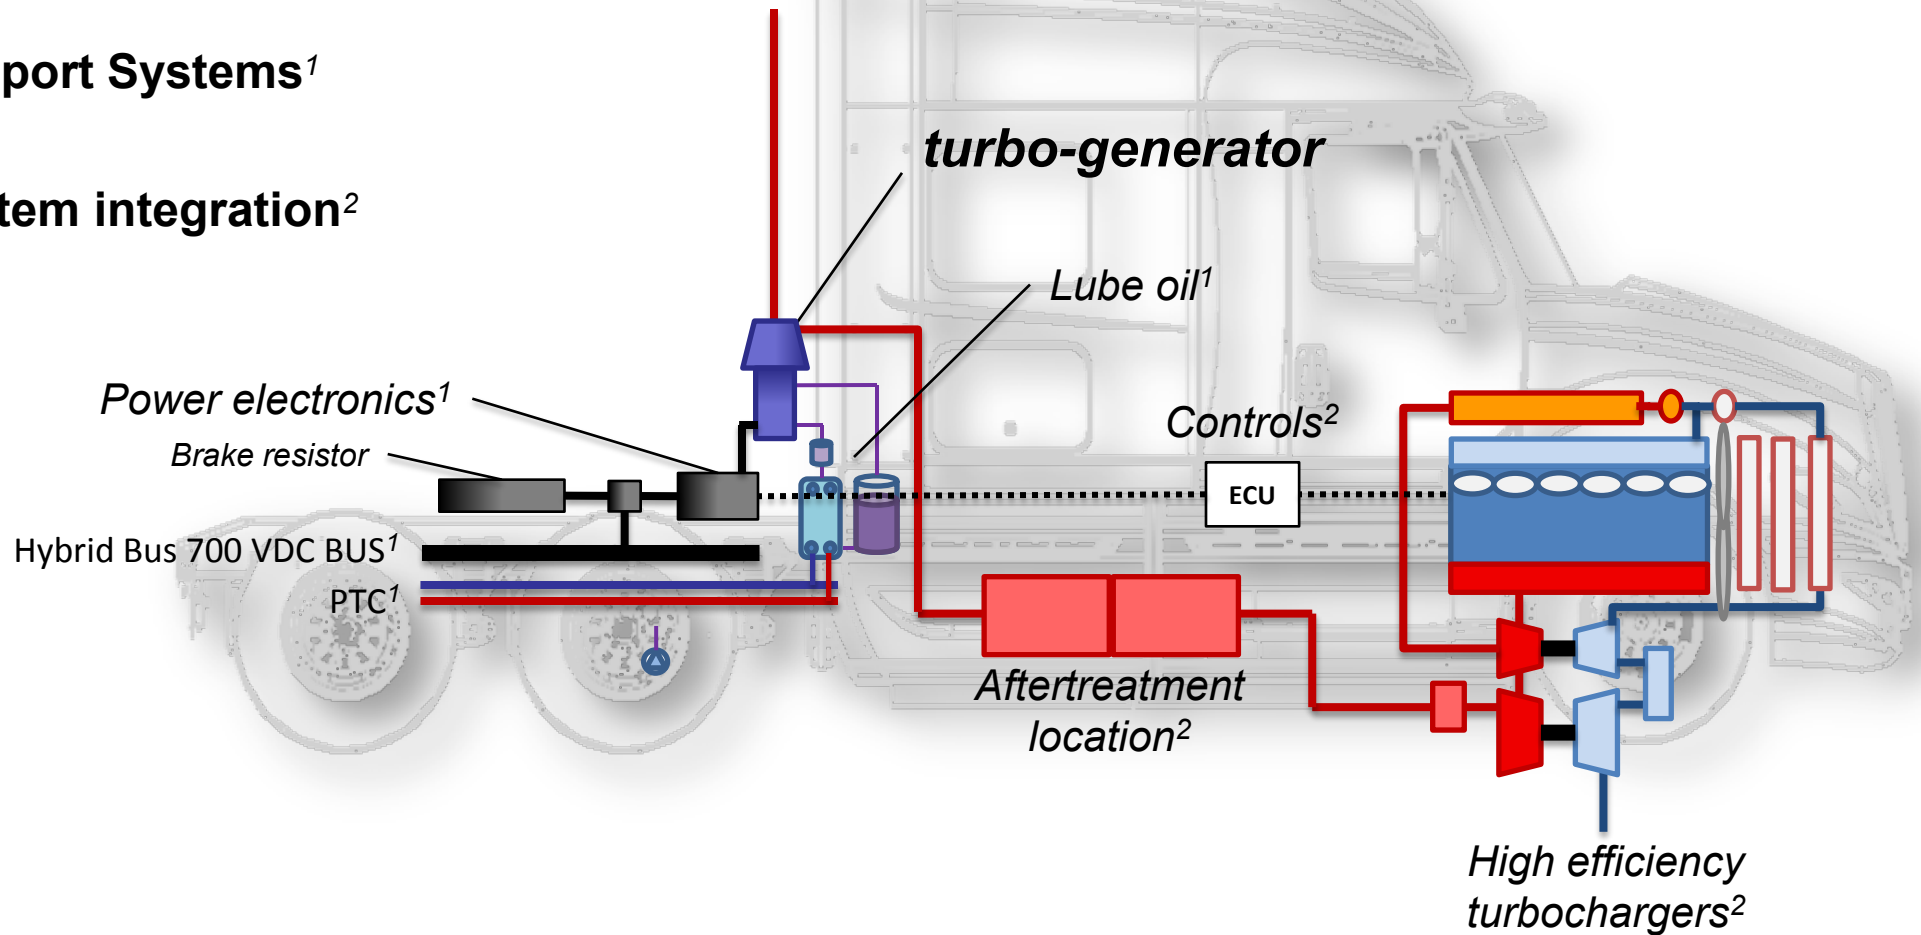 port Systems¹
tem integration²
turbo-generator
Lube oil¹
Power electronics¹
Brake resistor
Controls²
ECU
Hybrid Bus 700 VDC BUS¹
PTC¹
Aftertreatment
location²
High efficiency
turbochargers²